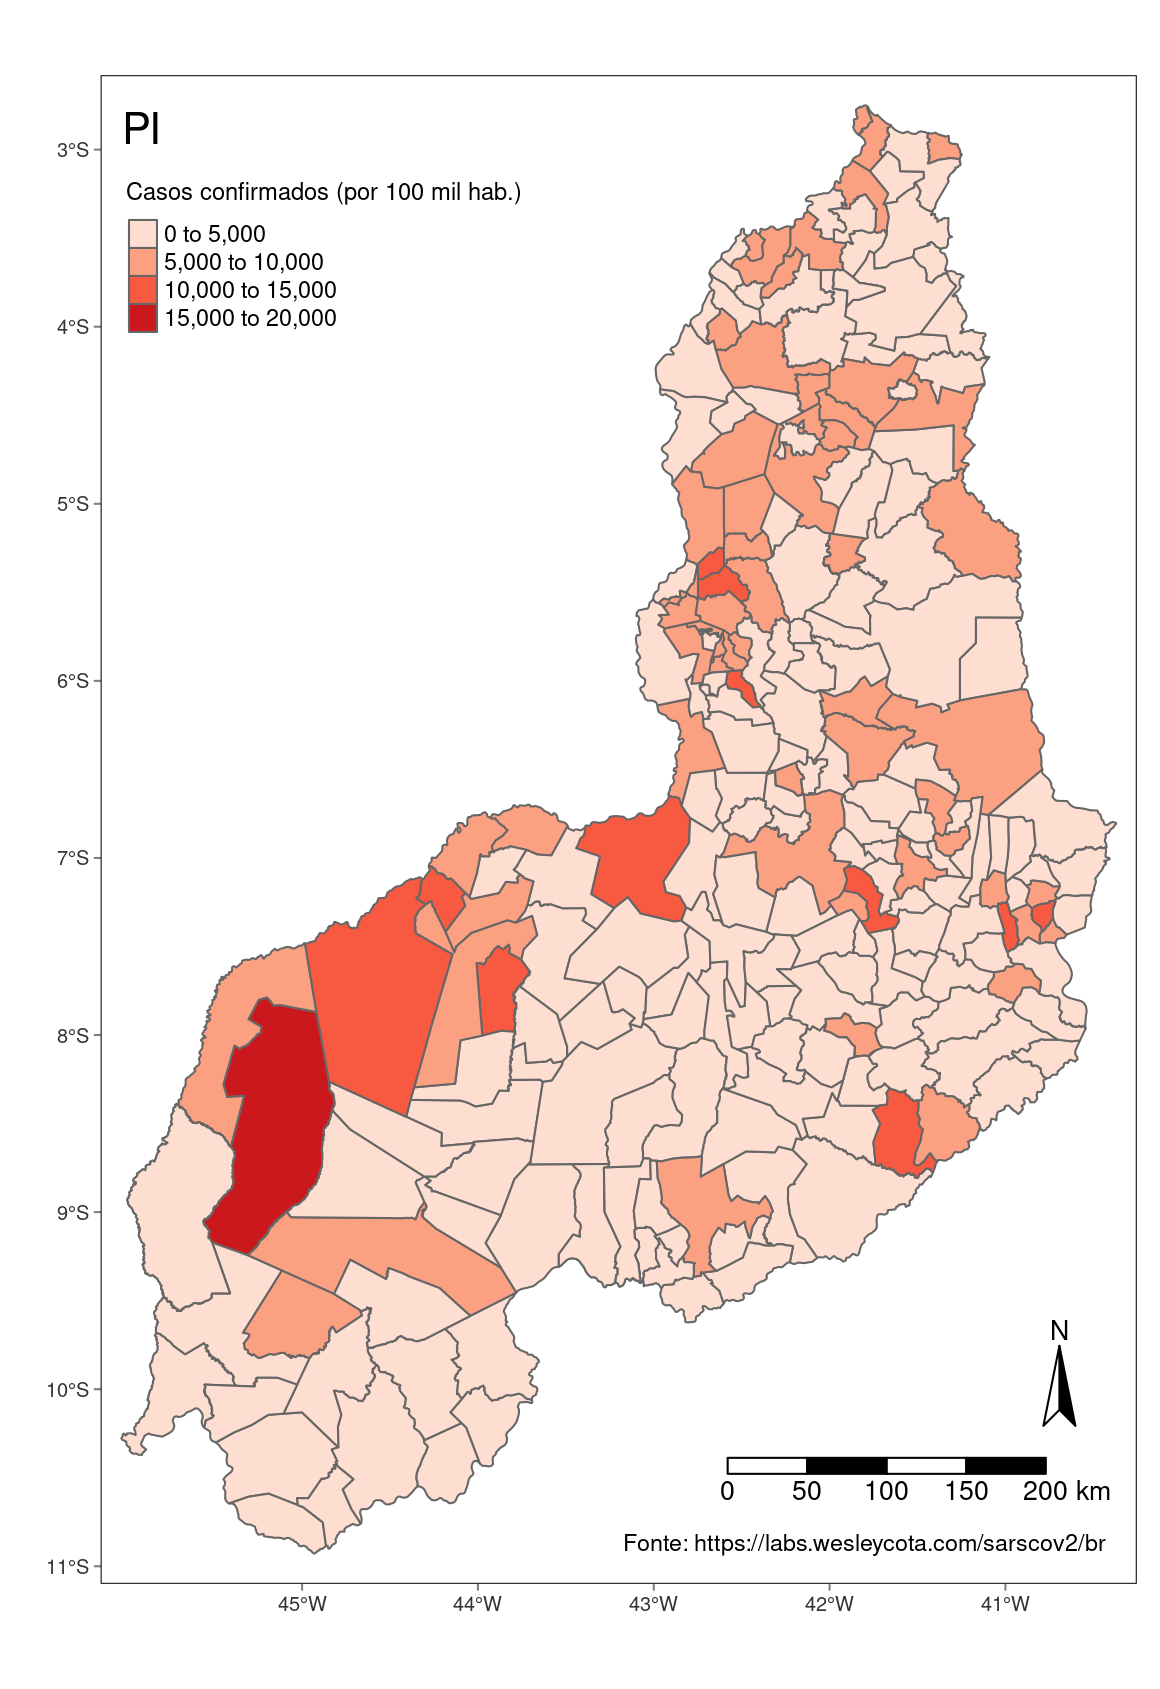 PI
Casos confirmados (por 100 mil hab.)
0 to 5,000
5,000 to 10,000
10,000 to 15,000
15,000 to 20,000
3°S
4°S
5°S
6°S
7°S
8°S
9°S
10°S
11°S
N
0 50 100 150 200 km
Fonte: https://labs.wesleycota.com/sarscov2/br
45°W 44°W 43°W 42°W 41°W